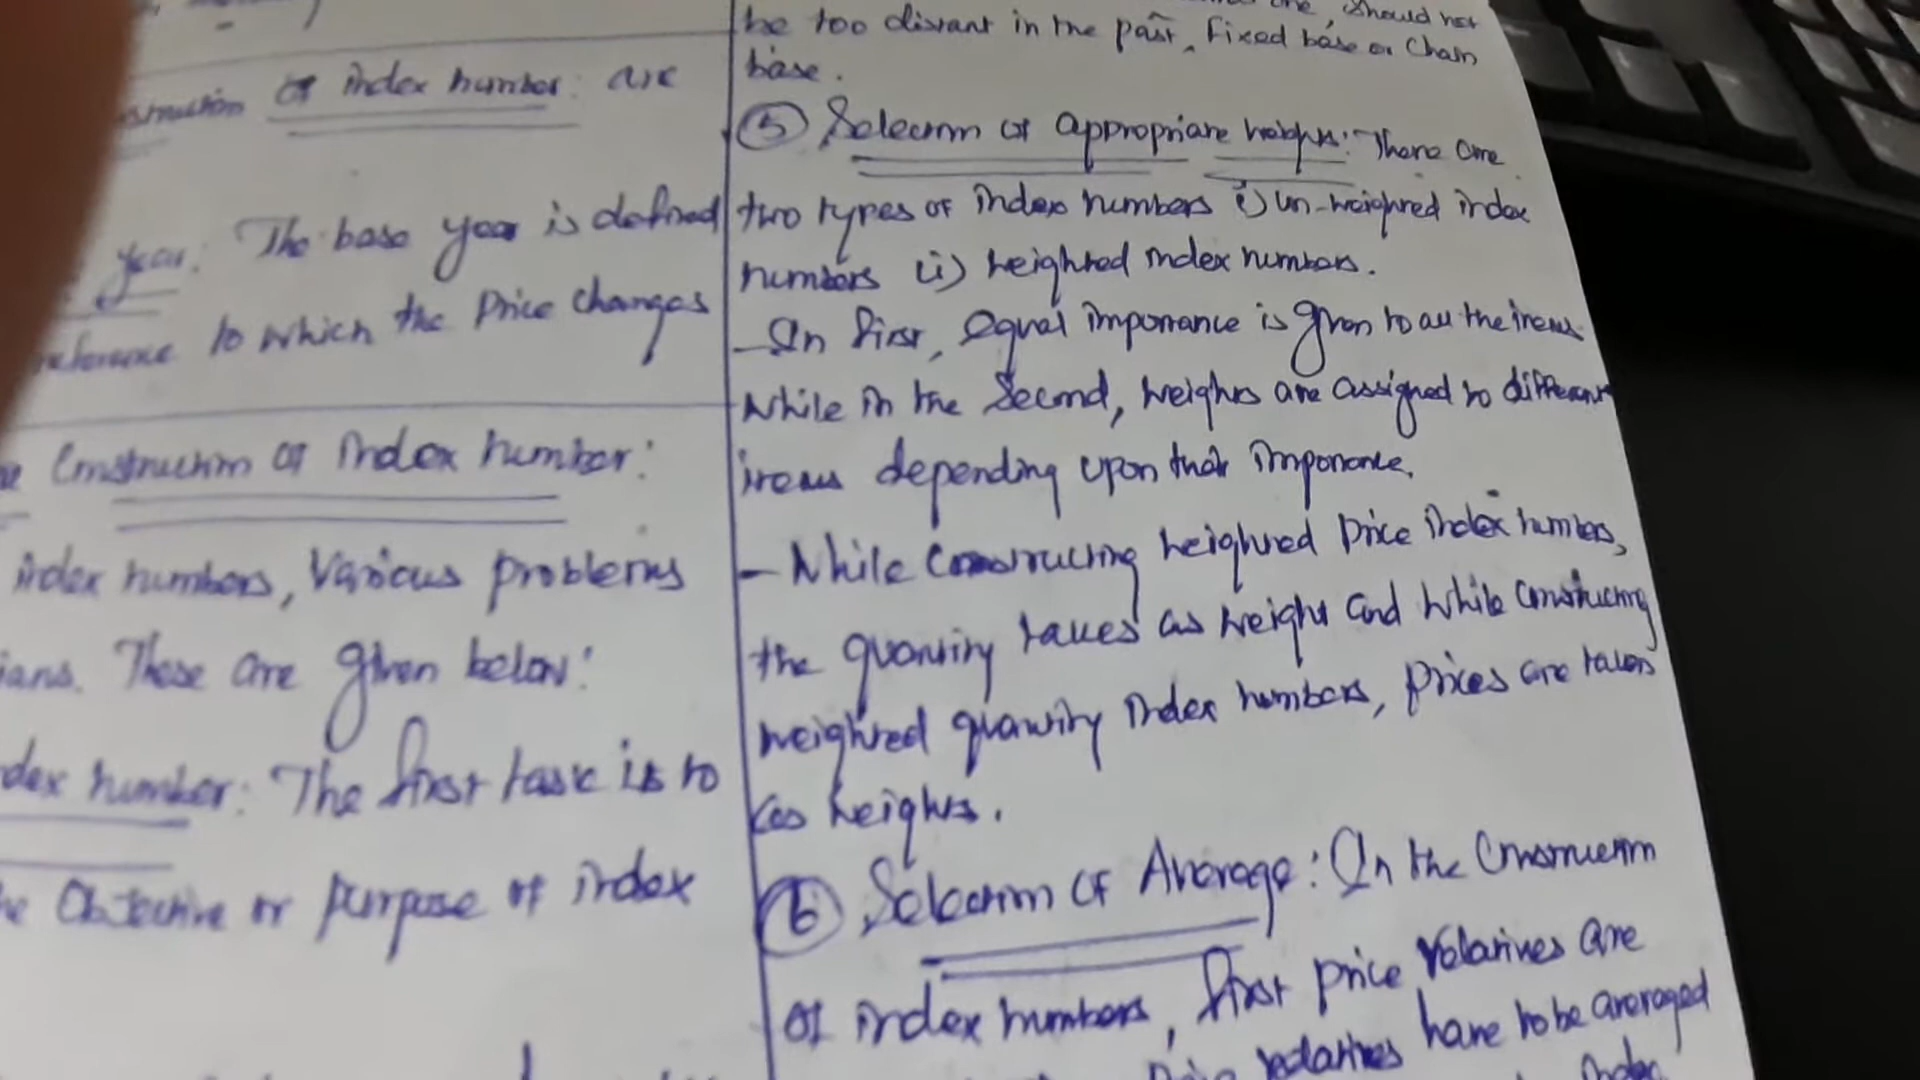 of index number: are
year: The base year is defined
reference to which the Price changes
Construction of index number:
index numbers, Various problems
These are given below:
number: The first task is to
Objective or purpose of index
one, should not
be too distant in the past, fixed base or Chain
base.
(5) Selection of appropriate weights: There are
two types of index numbers i) un-weighted index
numbers (ii) weighted index numbers.
- In first, equal importance is given to all the items
while in the Second, weights are assigned to different
items depending upon their importance.
- While constructing weighted Price index numbers,
the quantity takes as weight and while constructing
weighted quantity index numbers, prices are taken
as weights.
(6) Selection of Average: In the Construction
of index numbers, first price relatives are
relatives have to be averaged